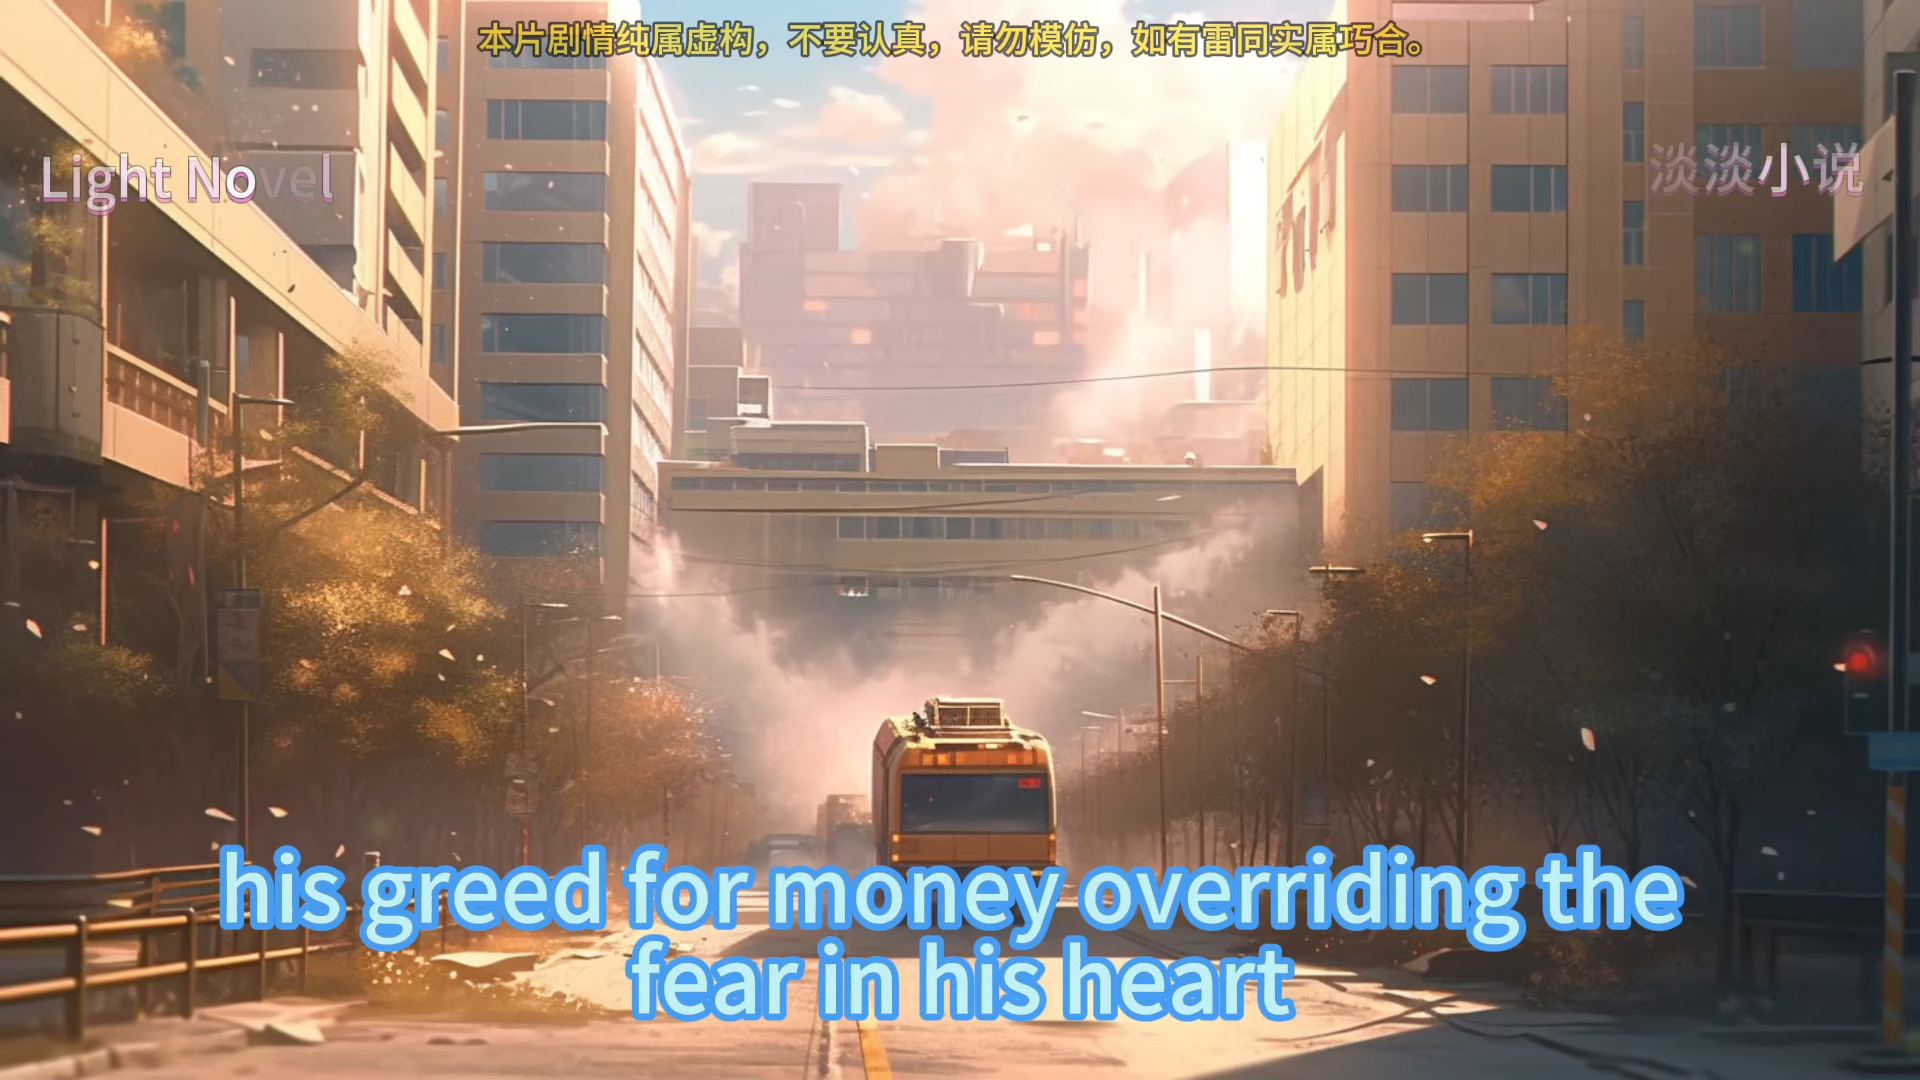 本片剧情纯属虚构，不要认真，请勿模仿，如有雷同实属巧合。
Light Novel
淡淡小说
his greed for money overriding the
fear in his heart